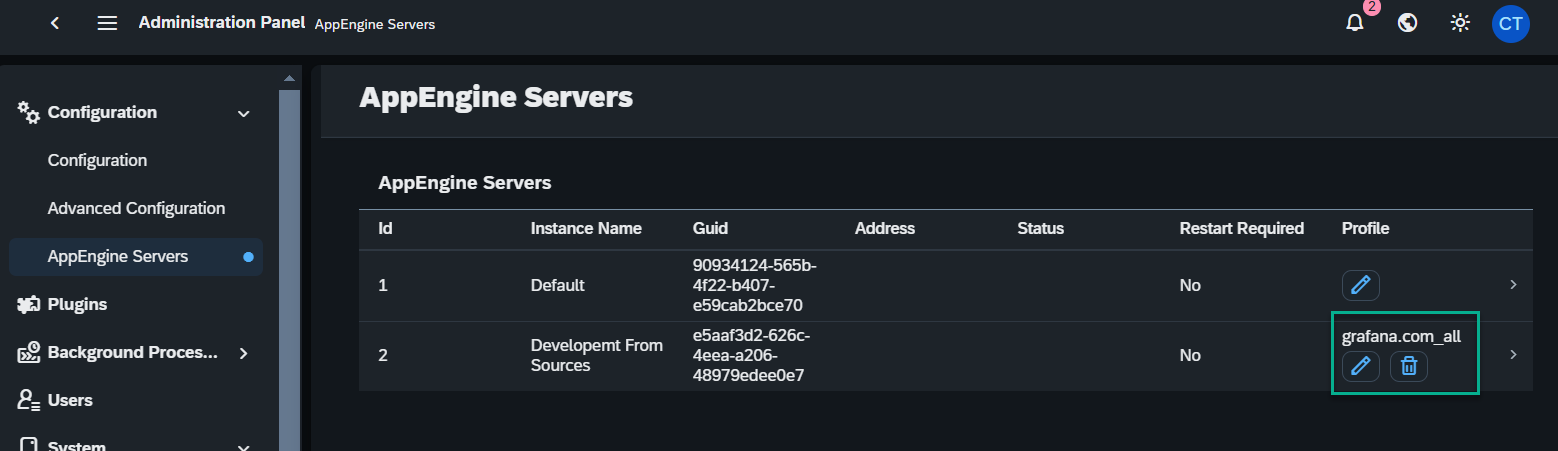 Administration Panel AppEngine Servers
2
CT
Configuration
Configuration
Advanced Configuration
AppEngine Servers
Plugins
Background Proces...
Users
System
AppEngine Servers
AppEngine Servers
Id Instance Name Guid Address Status Restart Required Profile
1 Default 90934124-565b-
4f22-b407-
e59cab2bce70 No
2 Developemt From
Sources e5aaf3d2-626c-
4eea-a206-
48979edee0e7 No grafana.com_all